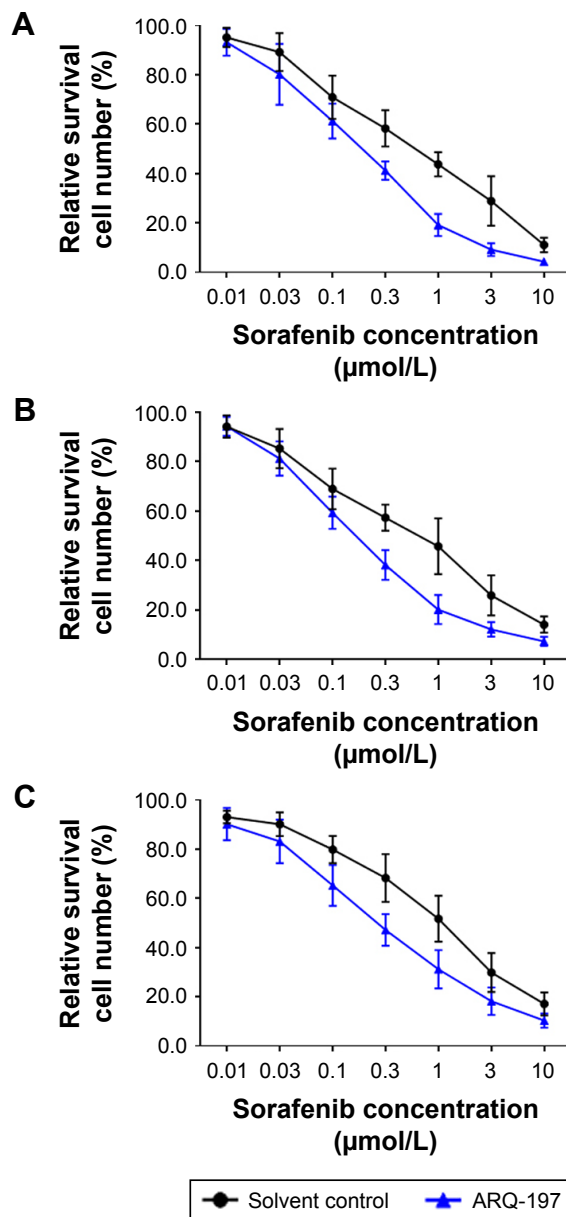 A
Relative survival
cell number (%)
100.0
80.0
60.0
40.0
20.0
0.0
0.01 0.03 0.1 0.3 1 3 10
Sorafenib concentration
(µmol/L)
B
Relative survival
cell number (%)
100.0
80.0
60.0
40.0
20.0
0.0
0.01 0.03 0.1 0.3 1 3 10
Sorafenib concentration
(µmol/L)
C
Relative survival
cell number (%)
100.0
80.0
60.0
40.0
20.0
0.0
0.01 0.03 0.1 0.3 1 3 10
Sorafenib concentration
(µmol/L)
Solvent control ARQ-197